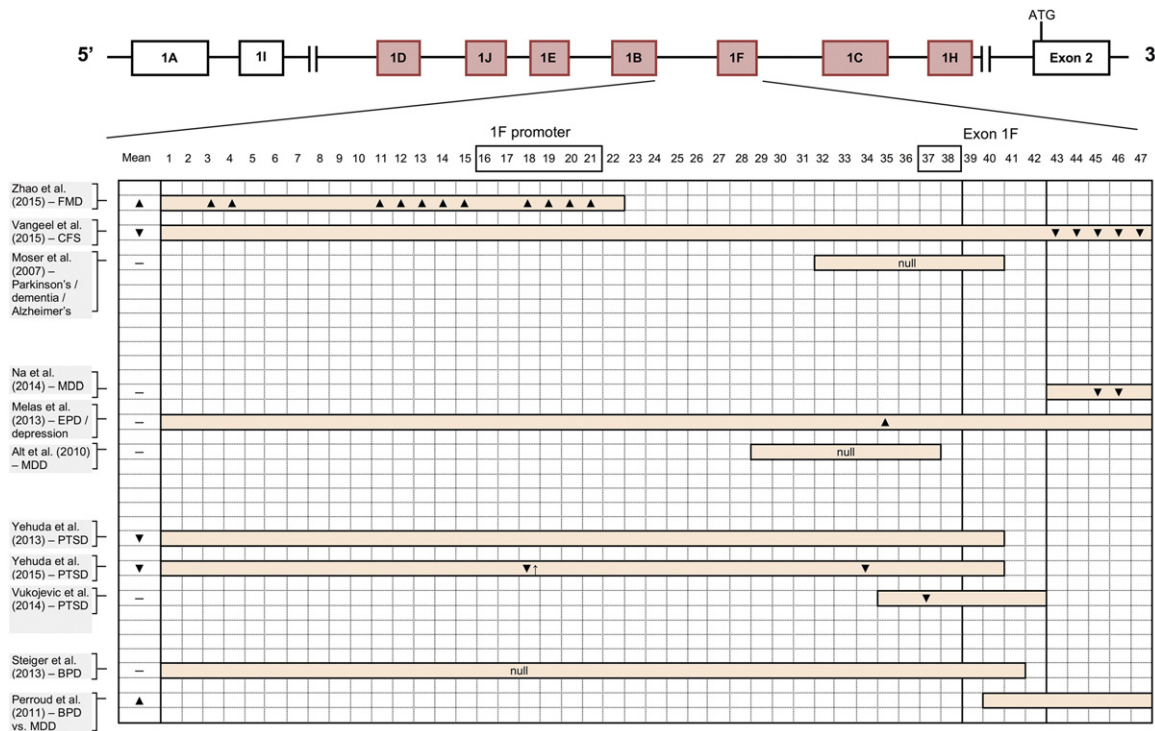 ATG
5’ 1A 1I 1D 1J 1E 1B 1F 1C 1H Exon 2 3
1F promoter Exon 1F
Mean 1 2 3 4 5 6 7 8 9 10 11 12 13 14 15 16 17 18 19 20 21 22 23 24 25 26 27 28 29 30 31 32 33 34 35 36 37 38 39 40 41 42 43 44 45 46 47
Zhao et al.
(2015) – FMD
Vangeel et al.
(2015) – CFS
Moser et al.
(2007) –
Parkinson’s /
dementia /
Alzheimer’s
–
null
Na et al.
(2014) – MDD
–
Melas et al.
(2013) – EPD /
depression
–
Alt et al. (2010)
– MDD
–
null
Yehuda et al.
(2013) – PTSD
Yehuda et al.
(2015) – PTSD
↑
Vukojevic et al.
(2014) – PTSD
–
Steiger et al.
(2013) – BPD
–
null
Perroud et al.
(2011) – BPD
vs. MDD